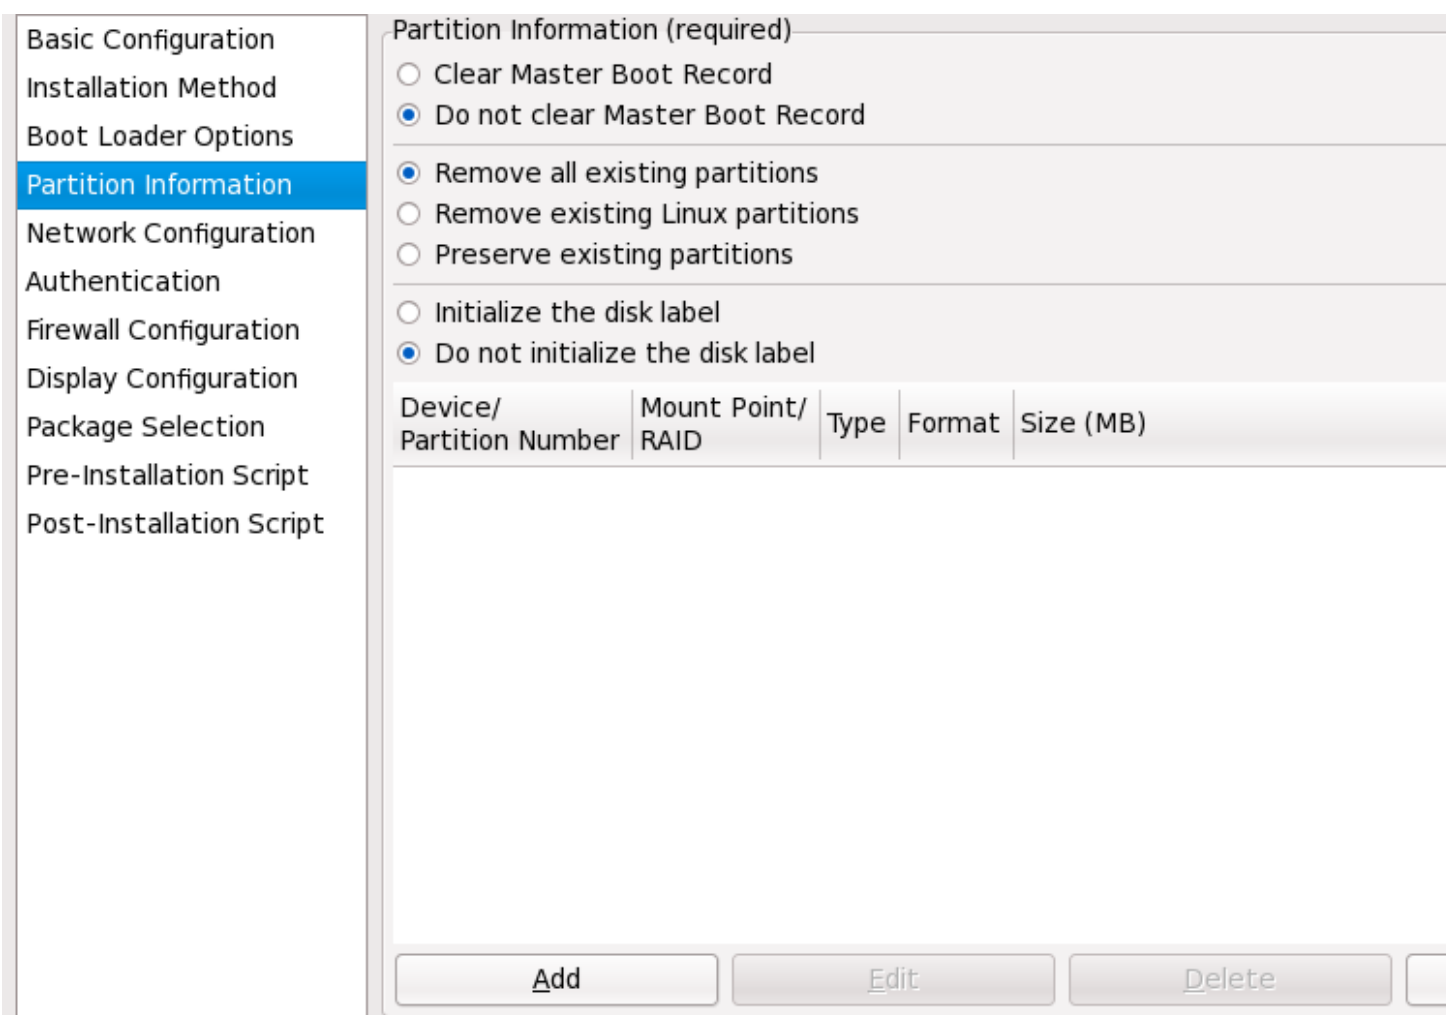 Basic Configuration
Installation Method
Boot Loader Options
Partition Information
Network Configuration
Authentication
Firewall Configuration
Display Configuration
Package Selection
Pre-Installation Script
Post-Installation Script
Partition Information (required)
Clear Master Boot Record
Do not clear Master Boot Record
Remove all existing partitions
Remove existing Linux partitions
Preserve existing partitions
Initialize the disk label
Do not initialize the disk label
Device/
Partition Number
Mount Point/
RAID
Type
Format
Size (MB)
Add
Edit
Delete